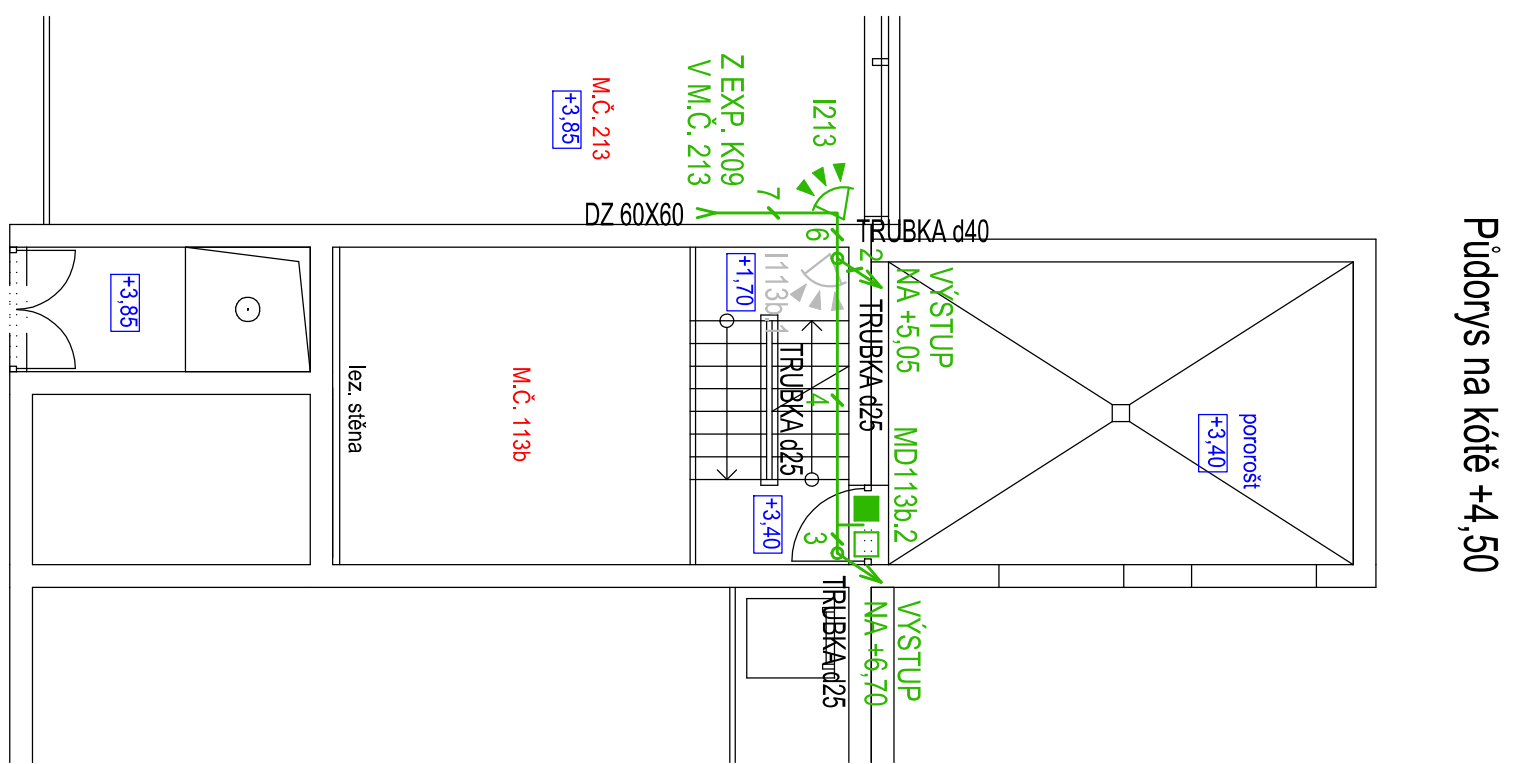 Půdorys na kótě +4,50
pororošt
+3,40
Z EXP. K09
V M.Č. 213
I213
M.Č. 213
+3,85
7
DZ 60X60
6
TRUBKA d40
2
VÝSTUP
NA +5,05
I113b.1
+1,70
TRUBKA d25
TRUBKA d25
4
MD113b.2
+3,85
lez. stěna
M.Č. 113b
+3,40
3
TRUBKA d25
VÝSTUP
NA +6,70